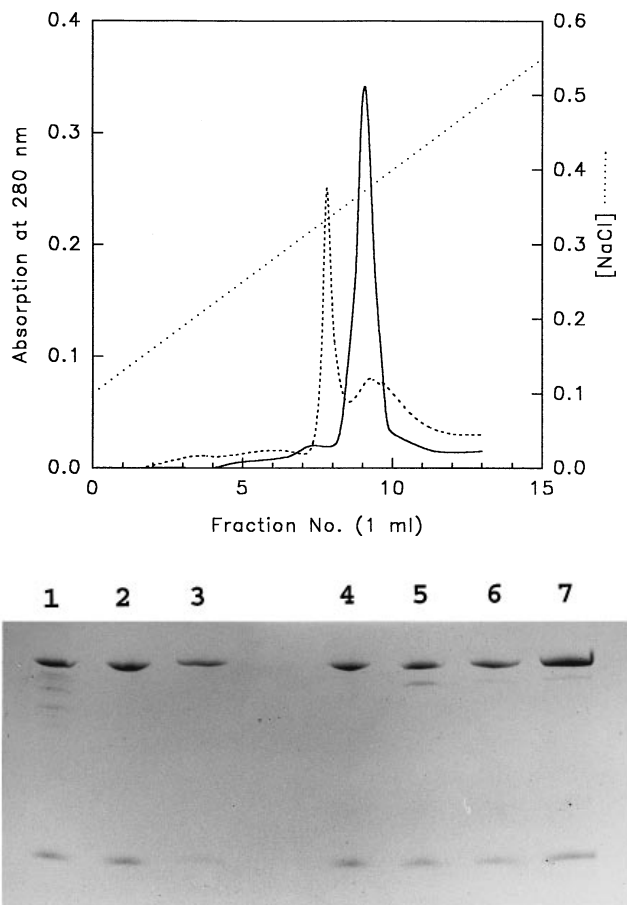 0.4
0.3
0.2
0.1
0.0
Absorption at 280 nm
0.6
0.5
0.4
0.3
0.2
0.1
0.0
[NaCl] ..........
0 5 10 15
Fraction No. (1 ml)
1 2 3 4 5 6 7